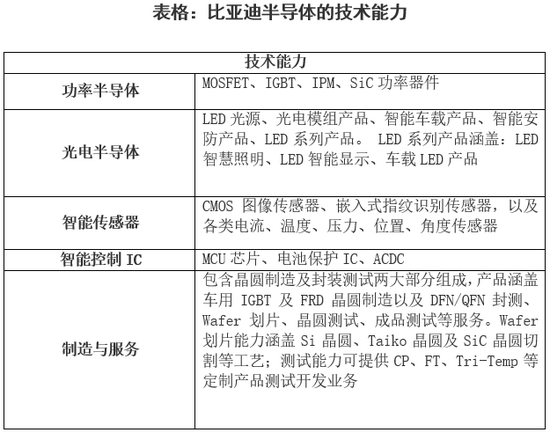 表格：比亚迪半导体的技术能力
技术能力
功率半导体
MOSFET、IGBT、IPM、SiC 功率器件
光电半导体
LED 光源、光电模组产品、智能车载产品、智能安
防产品、LED 系列产品。 LED 系列产品涵盖：LED
智慧照明、LED 智能显示、车载 LED 产品
智能传感器
CMOS 图像传感器、嵌入式指纹识别传感器，以及
各类电流、温度、压力、位置、角度传感器
智能控制 IC
MCU 芯片、电池保护 IC、ACDC
制造与服务
包含晶圆制造及封装测试两大部分组成，产品涵盖
车用 IGBT 及 FRD 晶圆制造以及 DFN/QFN 封测、
Wafer 划片、晶圆测试、成品测试等服务。Wafer
划片能力涵盖 Si 晶圆、Taiko 晶圆及 SiC 晶圆切
割等工艺；测试能力可提供 CP、FT、Tri-Temp 等
定制产品测试开发业务